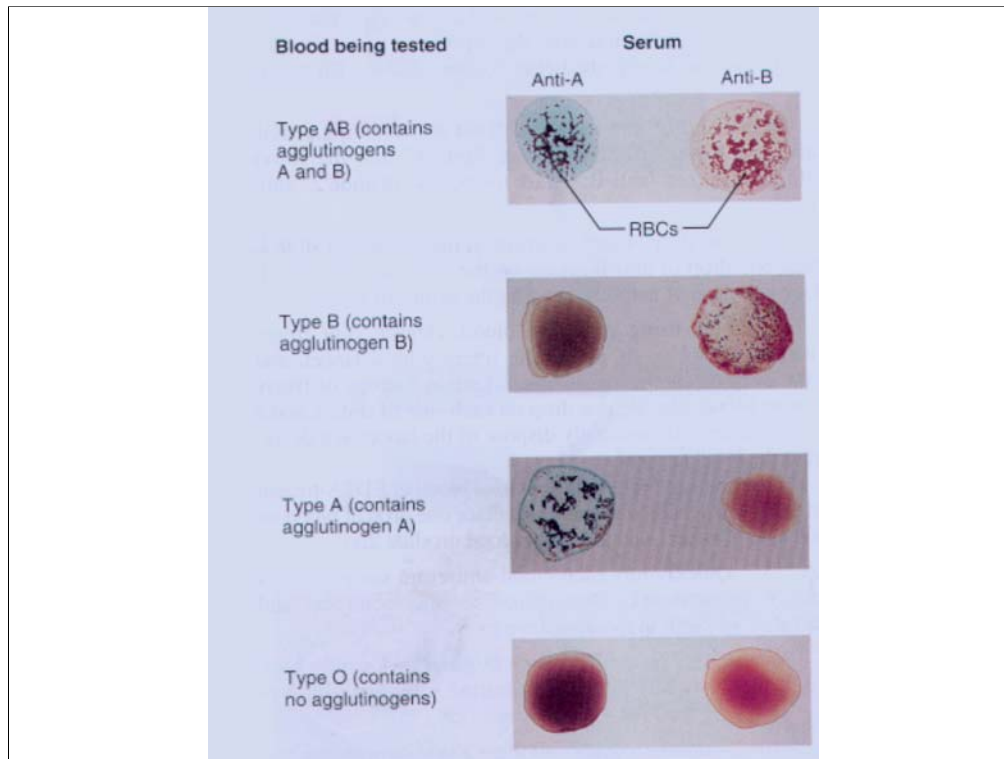 Blood being tested
Serum
Anti-A
Anti-B
Type AB (contains
agglutinogens
A and B)
RBCs
Type B (contains
agglutinogen B)
Type A (contains
agglutinogen A)
Type O (contains
no agglutinogens)